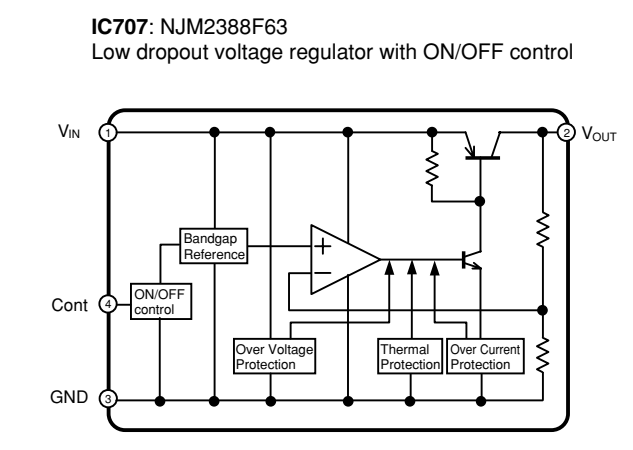 IC707: NJM2388F63
Low dropout voltage regulator with ON/OFF control
VIN
1
2
VOUT
Bandgap
Reference
+
−
Cont
4
ON/OFF
control
Over Voltage
Protection
Thermal
Protection
Over Current
Protection
GND
3